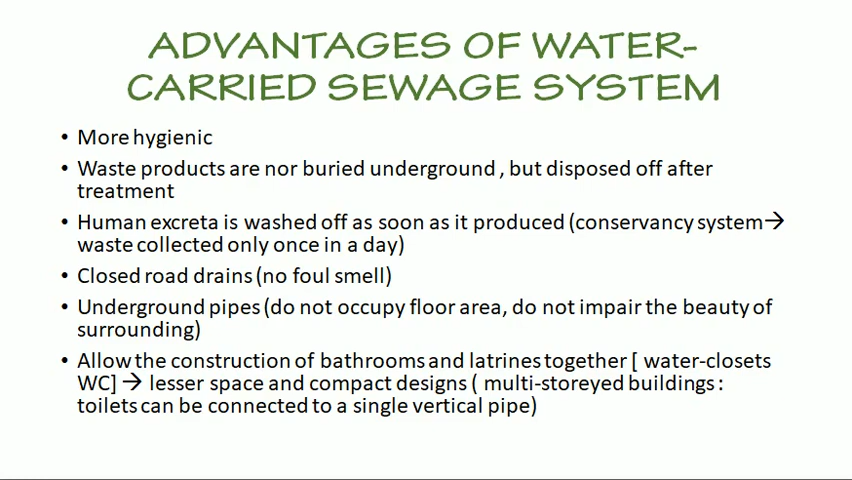 ADVANTAGES OF WATER-
CARRIED SEWAGE SYSTEM
• More hygienic
• Waste products are nor buried underground , but disposed off after
treatment
• Human excreta is washed off as soon as it produced (conservancy system→
waste collected only once in a day)
• Closed road drains (no foul smell)
• Underground pipes (do not occupy floor area, do not impair the beauty of
surrounding)
• Allow the construction of bathrooms and latrines together [ water-closets
WC] → lesser space and compact designs ( multi-storeyed buildings :
toilets can be connected to a single vertical pipe)